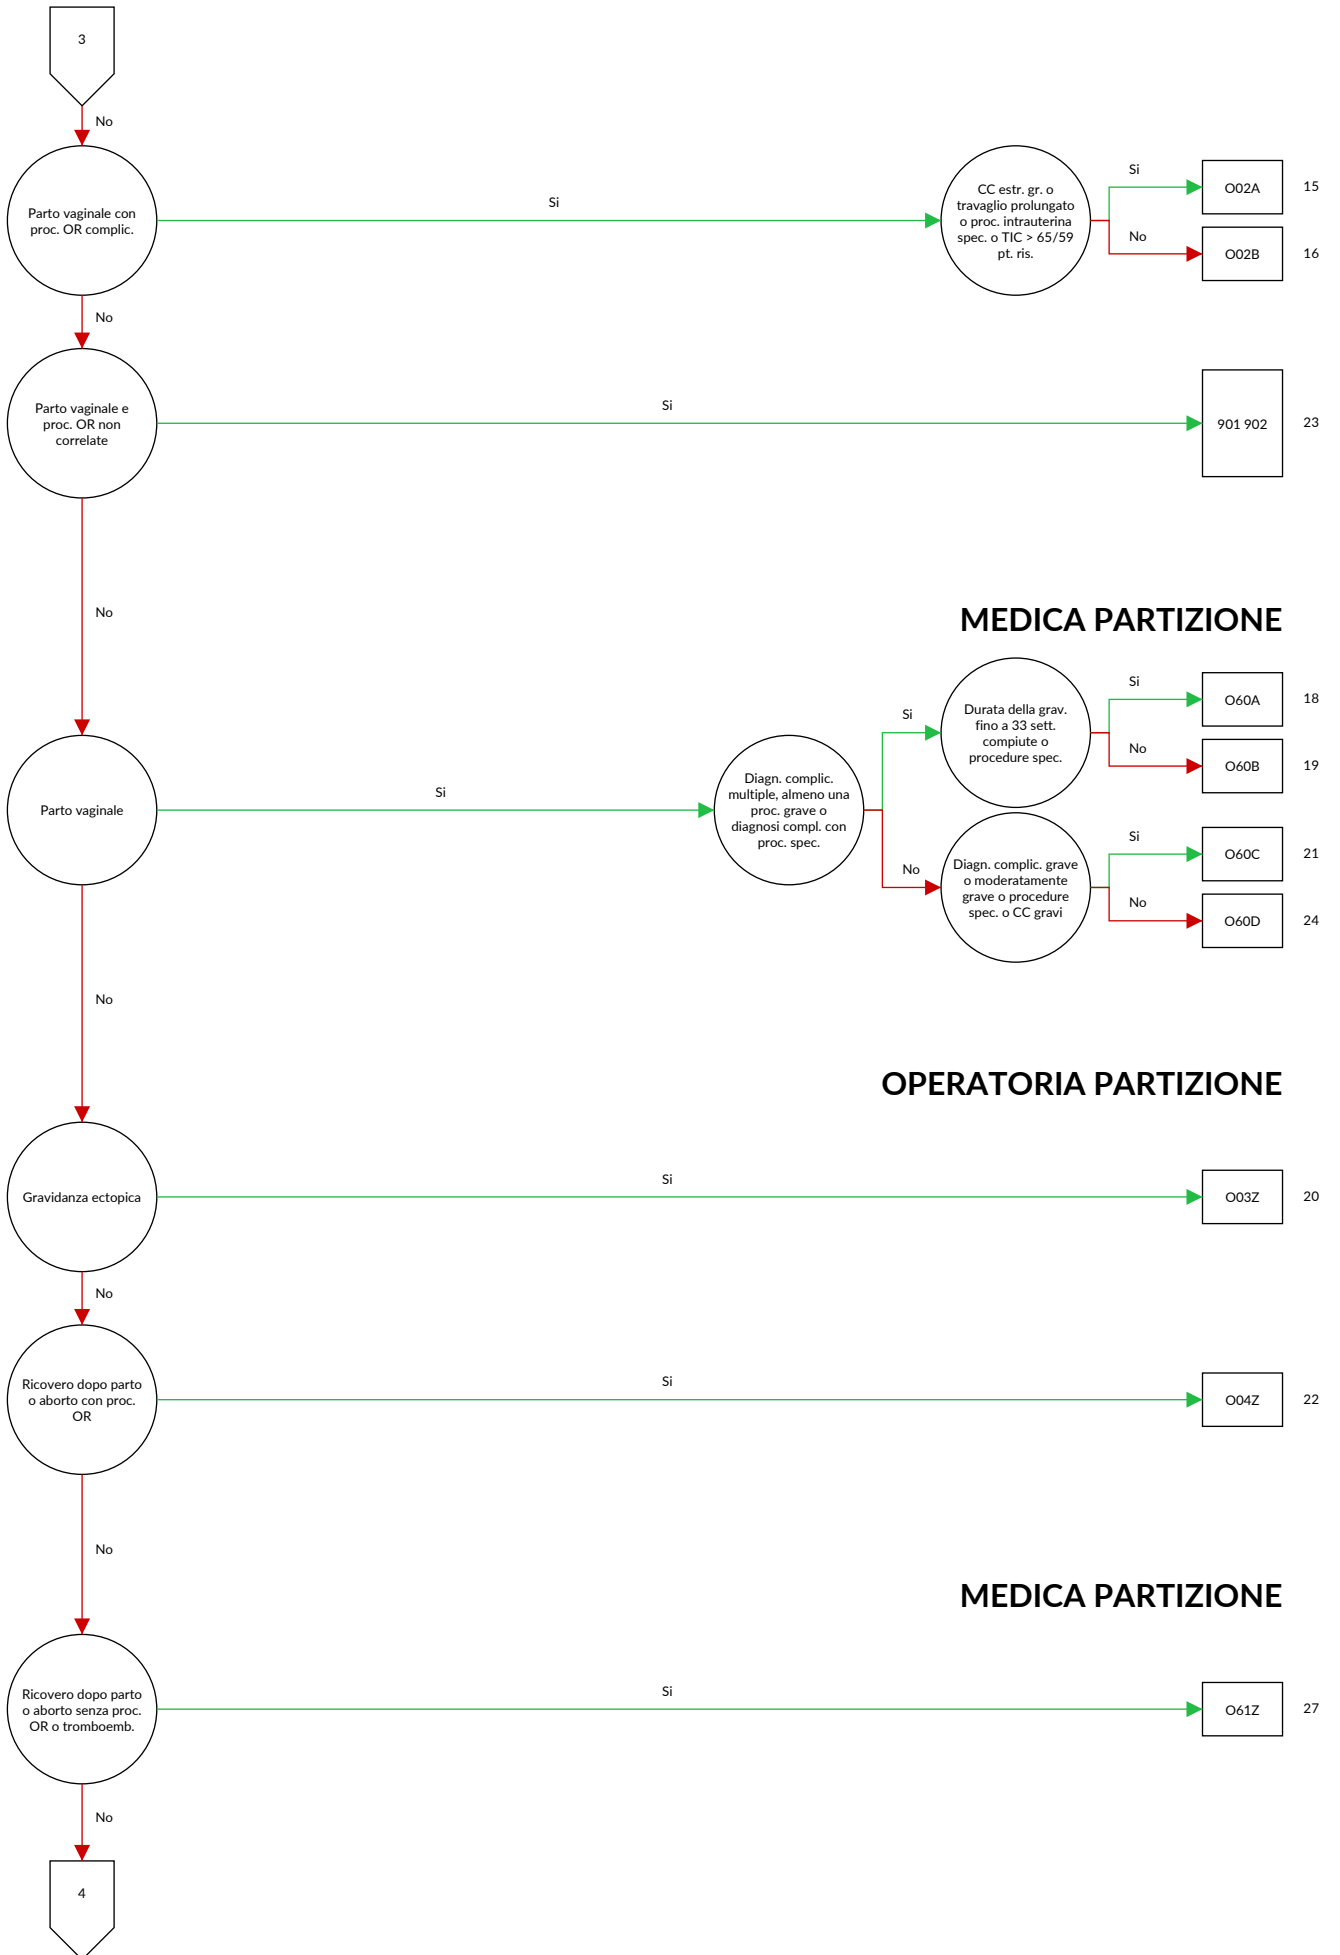 3
No
Parto vaginale con
proc. OR complic.
Si
CC estr. gr. o
travaglio prolungato
o proc. intrauterina
spec. o TIC > 65/59
pt. ris.
Si
O02A
15
No
O02B
16
No
Parto vaginale e
proc. OR non
correlate
Si
901 902
23
No
MEDICA PARTIZIONE
Parto vaginale
Si
Diagn. complic.
multiple, almeno una
proc. grave o
diagnosi compl. con
proc. spec.
Si
Durata della grav.
fino a 33 sett.
compiute o
procedure spec.
Si
O60A
18
No
O60B
19
No
Diagn. complic. grave
o moderatamente
grave o procedure
spec. o CC gravi
Si
O60C
21
No
O60D
24
No
OPERATORIA PARTIZIONE
Gravidanza ectopica
Si
O03Z
20
No
Ricovero dopo parto
o aborto con proc.
OR
Si
O04Z
22
No
MEDICA PARTIZIONE
Ricovero dopo parto
o aborto senza proc.
OR o tromboemb.
Si
O61Z
27
No
4